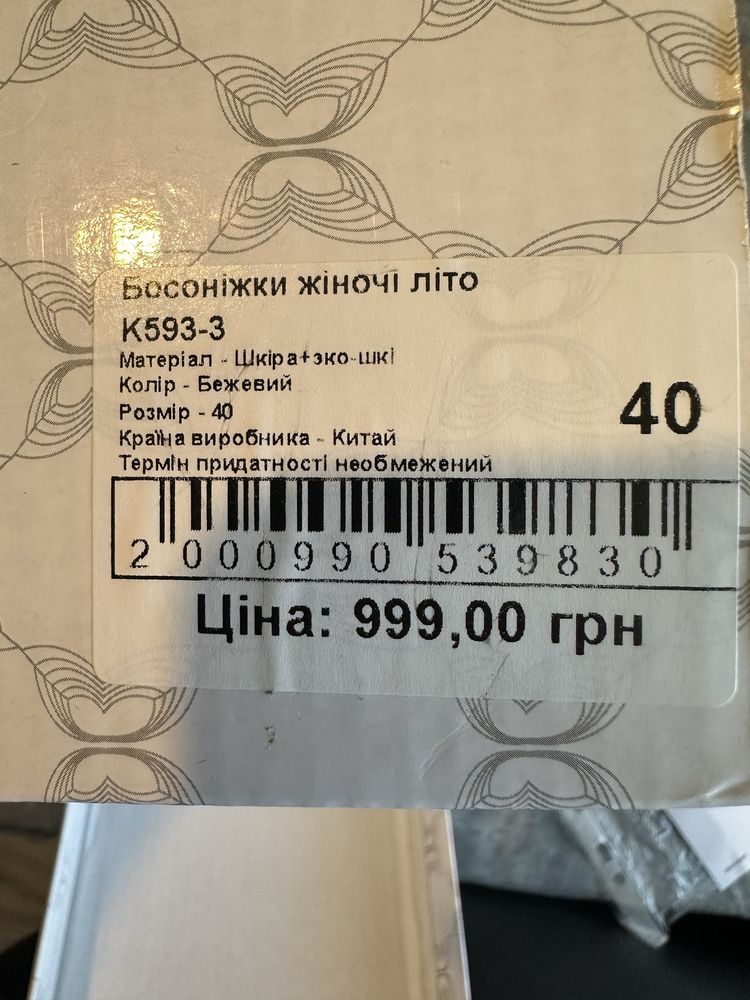 Босоніжки жіночі літо
K593-3
Матеріал - Шкіра+эко-шкі
Колір - Бежевий
Розмір - 40
40
Країна виробника - Китай
Термін придатності необмежений
2 000990 539830
Ціна: 999,00 грн